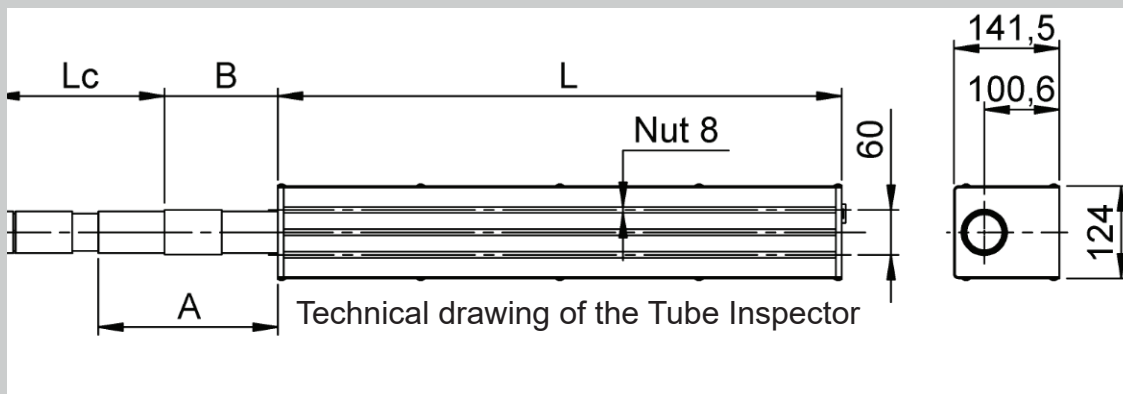 141,5
Lc
B
L
100,6
Nut 8
60
124
A
Technical drawing of the Tube Inspector